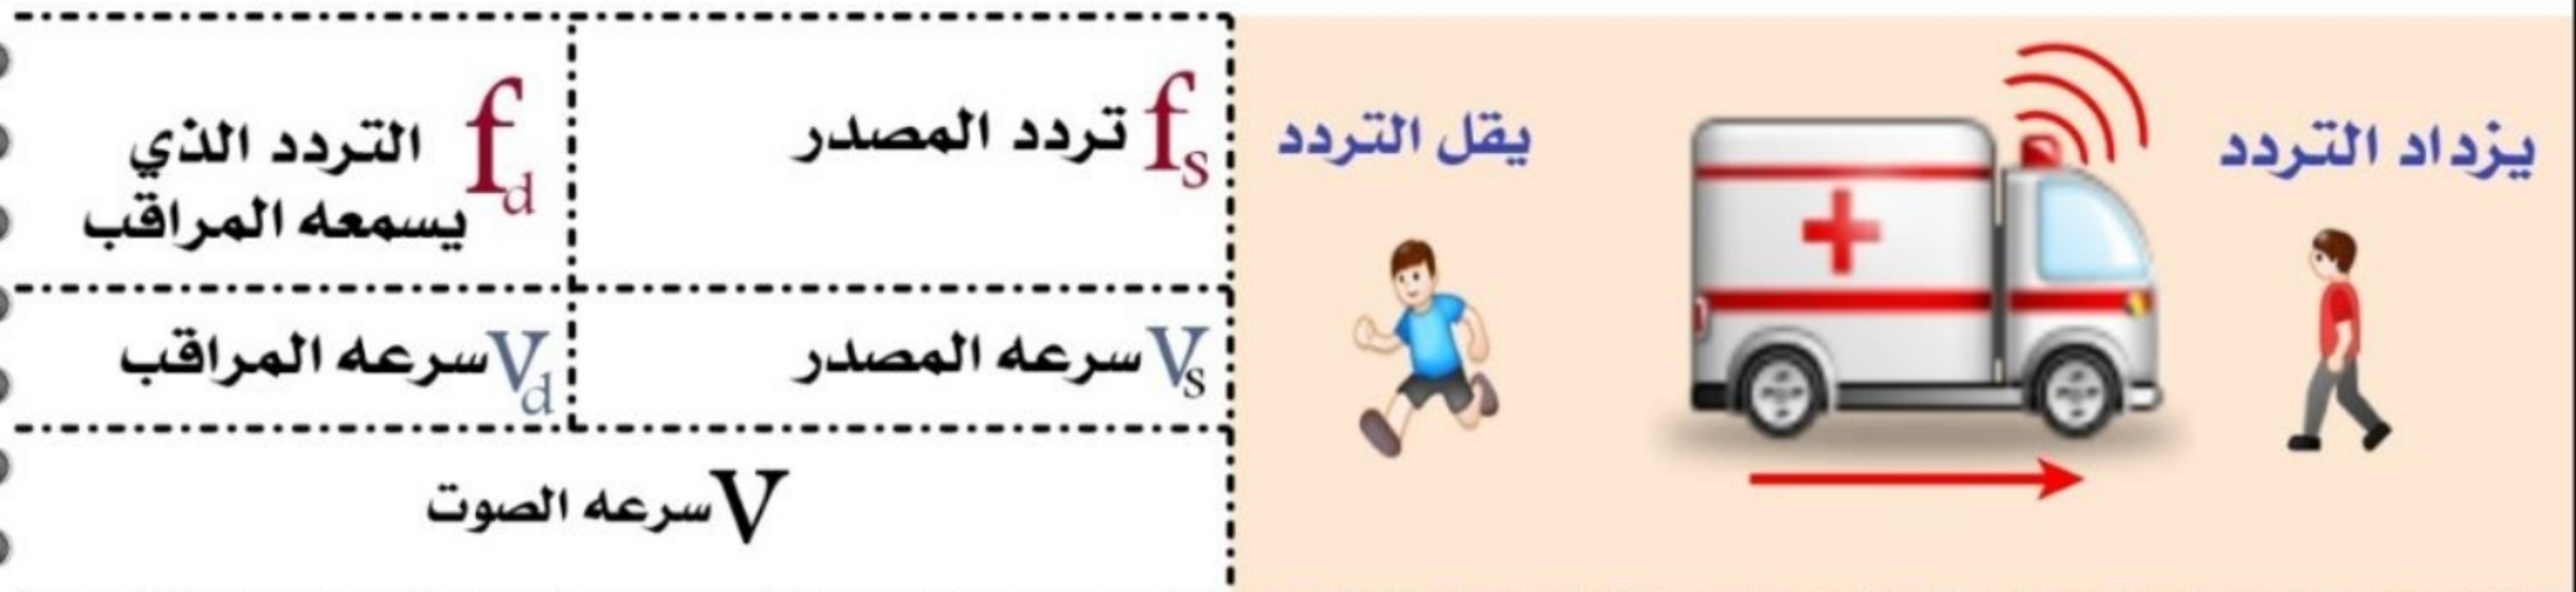 يزداد التردد
يقل التردد
fs تردد المصدر
fd التردد الذي
يسمعه المراقب
Vs سرعه المصدر
Vd سرعه المراقب
V سرعه الصوت